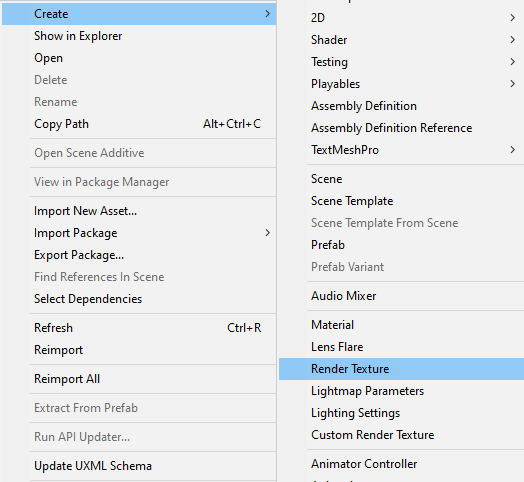 Create
Show in Explorer
Open
Delete
Rename
Copy Path Alt+Ctrl+C
Open Scene Additive
View in Package Manager
Import New Asset...
Import Package
Export Package...
Find References In Scene
Select Dependencies
Refresh Ctrl+R
Reimport
Reimport All
Extract From Prefab
Run API Updater...
Update UXML Schema
2D
Shader
Testing
Playables
Assembly Definition
Assembly Definition Reference
TextMeshPro
Scene
Scene Template
Scene Template From Scene
Prefab
Prefab Variant
Audio Mixer
Material
Lens Flare
Render Texture
Lightmap Parameters
Lighting Settings
Custom Render Texture
Animator Controller